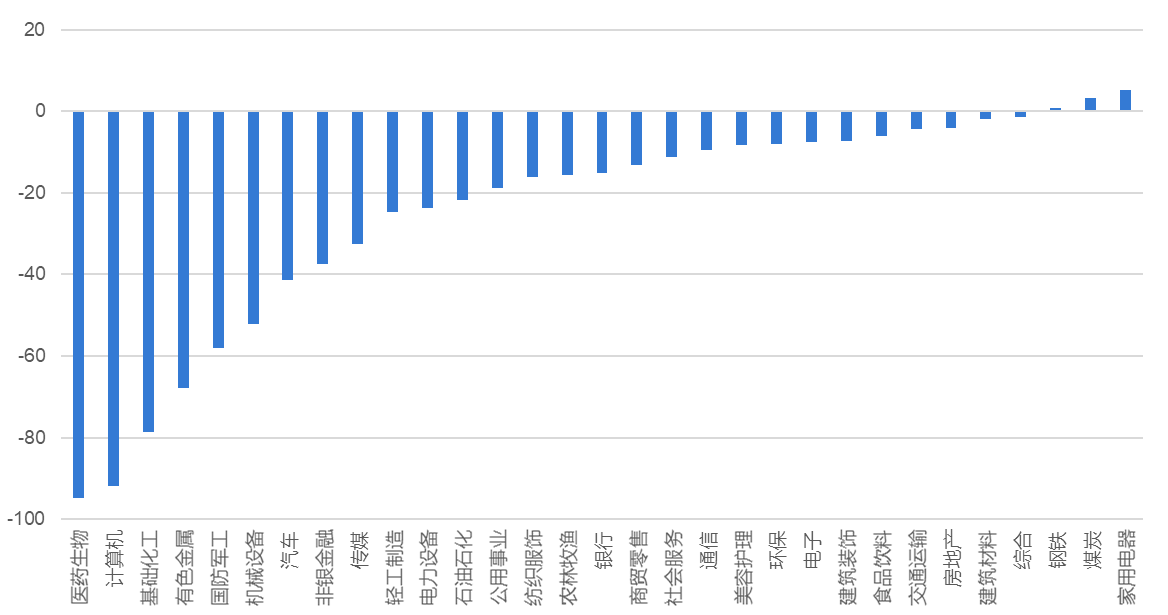 20
0
-20
-40
-60
-80
-100
医药生物
计算机
基础化工
有色金属
国防军工
机械设备
汽车
非银金融
传媒
轻工制造
电力设备
石油石化
公用事业
纺织服饰
农林牧渔
银行
商贸零售
社会服务
通信
美容护理
环保
电子
建筑装饰
食品饮料
交通运输
房地产
建筑材料
综合
钢铁
煤炭
家用电器